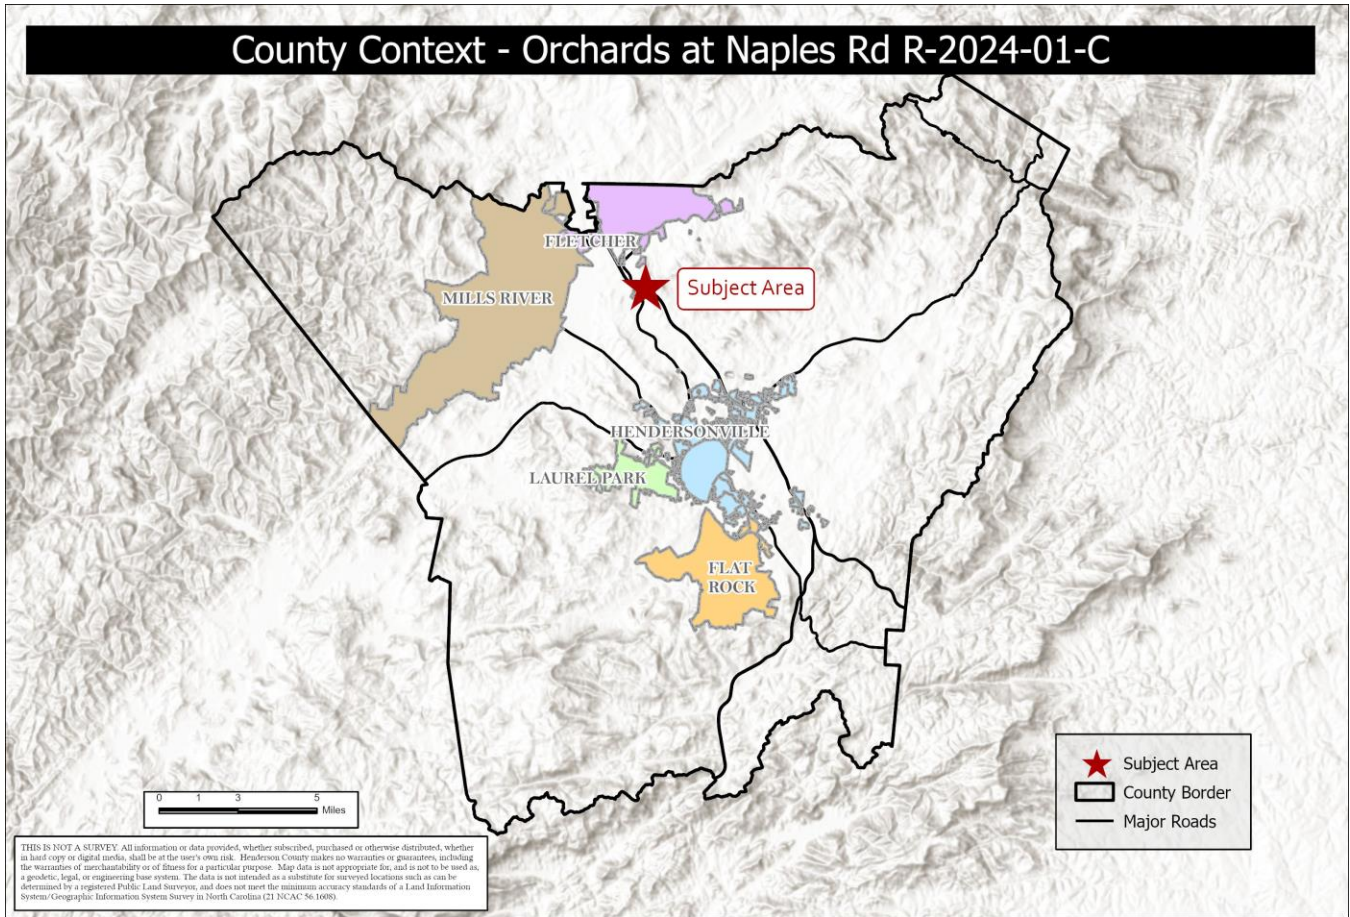 County Context - Orchards at Naples Rd R-2024-01-C
FLETCHER
Subject Area
MILLS RIVER
HENDERSONVILLE
LAUREL PARK
FLAT
ROCK
Subject Area
County Border
Major Roads
0 1 3 5
Miles
THIS IS NOT A SURVEY. All information or data provided, whether subscribed, purchased or otherwise distributed, whether
in hard copy or digital media, shall be at the user's own risk. Henderson County makes no warranties or guarantees, including
the warranties of merchantability or of fitness for a particular purpose. Map data is not appropriate for, and is not to be used as,
a geodetic, legal, or engineering base system. The data is not intended as a substitute for surveyed locations such as can be
determined by a registered Public Land Surveyor, and does not meet the minimum accuracy standards of a Land Information
System/Geographic Information System Survey in North Carolina (21 NCAC 56.1608).